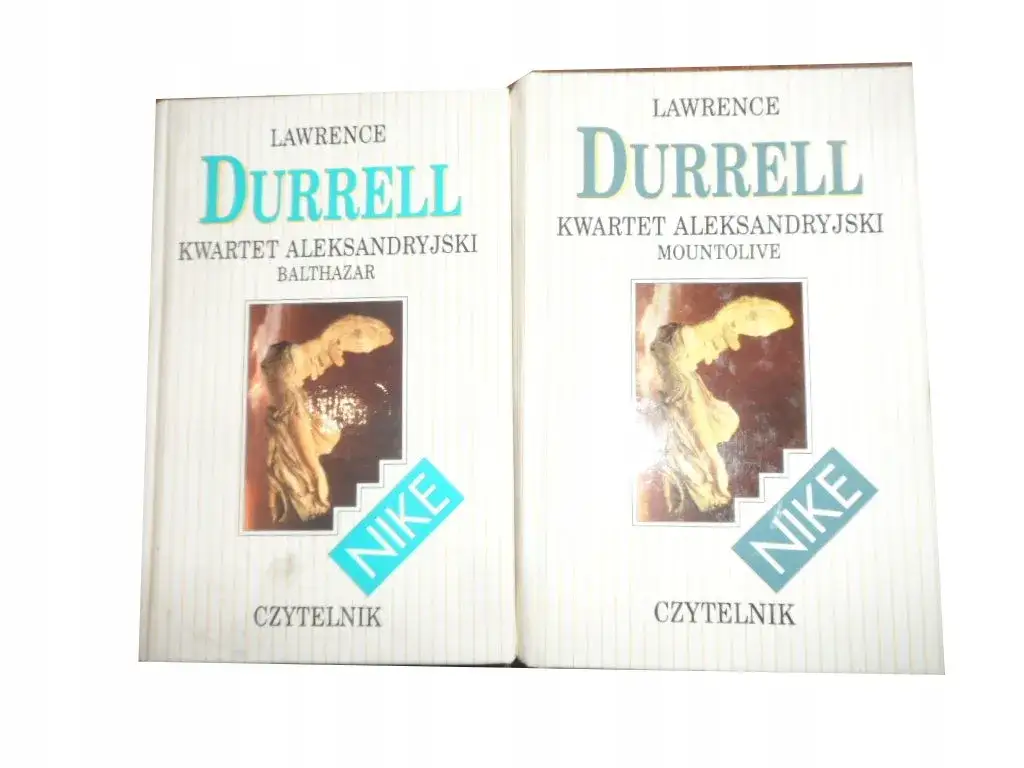 LAWRENCE
DURRELL
KWARTET ALEKSANDRYJSKI
BALTHAZAR
NIKE
CZYTELNIK
LAWRENCE
DURRELL
KWARTET ALEKSANDRYJSKI
MOUNTOLIVE
NIKE
CZYTELNIK